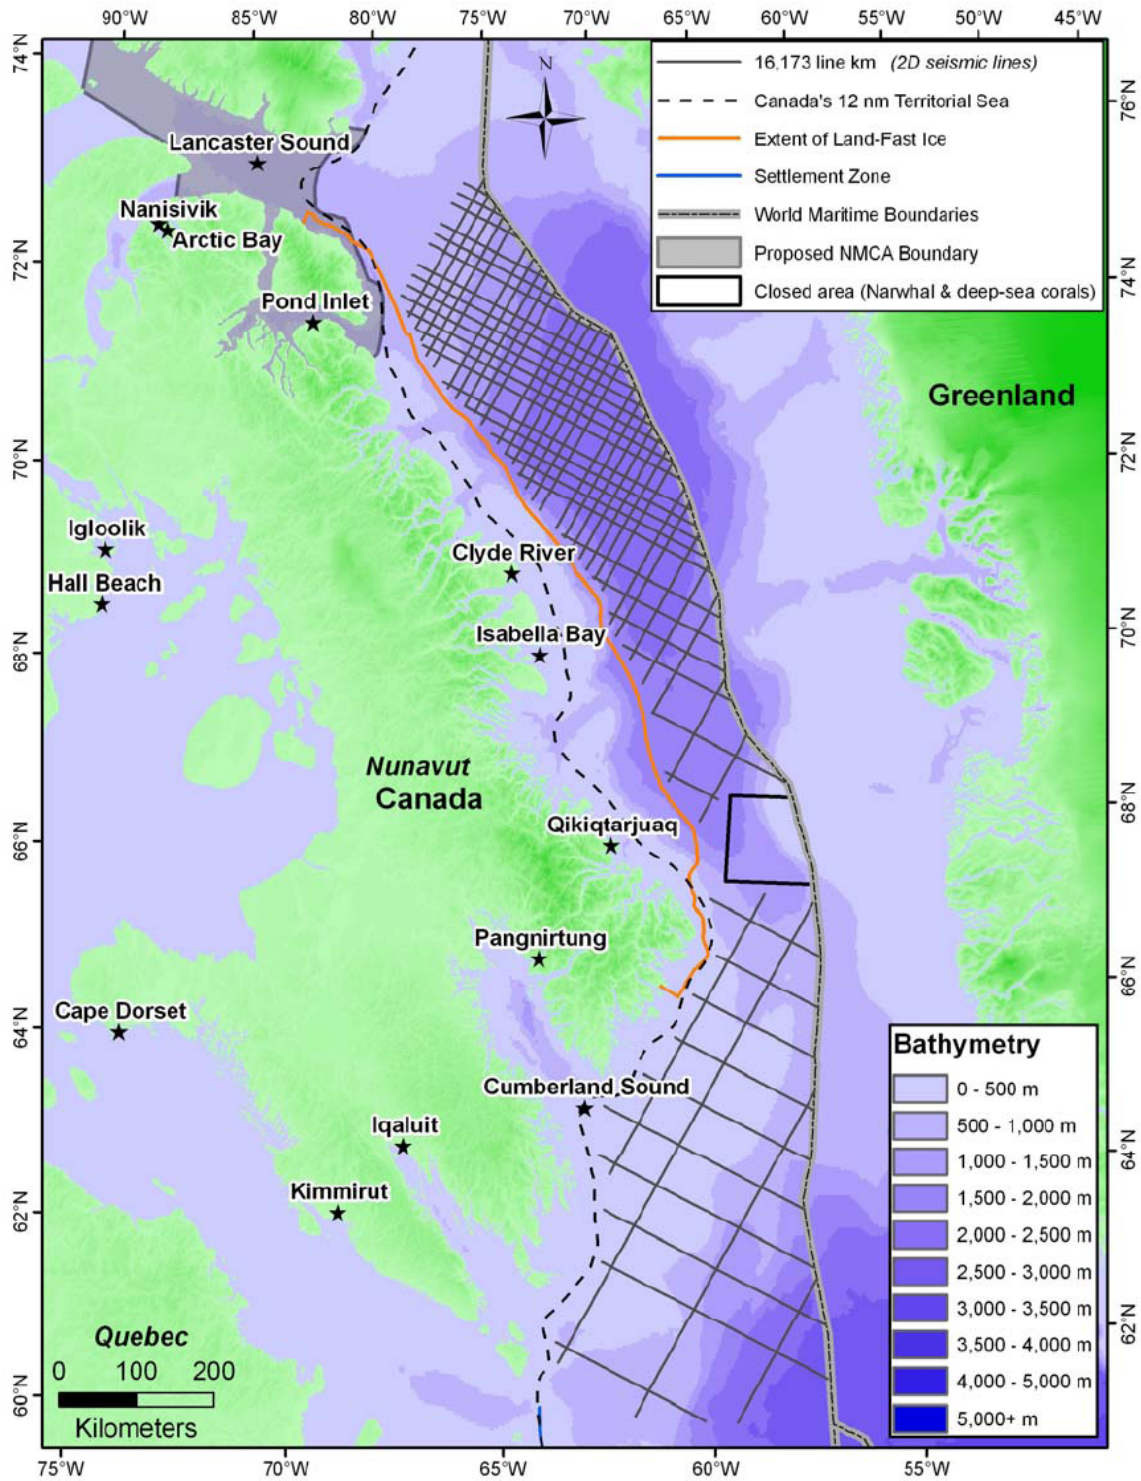 90°W 85°W 80°W 75°W 70°W 65°W 60°W 55°W 50°W 45°W
74°N
72°N
70°N
68°N
66°N
64°N
62°N
60°N
76°N
74°N
72°N
70°N
68°N
66°N
64°N
62°N
N
16,173 line km (2D seismic lines)
Canada's 12 nm Territorial Sea
Extent of Land-Fast Ice
Settlement Zone
World Maritime Boundaries
Proposed NMCA Boundary
Closed area (Narwhal & deep-sea corals)
Lancaster Sound
Nanisivik
Arctic Bay
Pond Inlet
Greenland
Igloolik
Hall Beach
Clyde River
Isabella Bay
Nunavut
Canada
Qikiqtarjuaq
Pangnirtung
Cape Dorset
Cumberland Sound
Iqaluit
Kimmirut
Quebec
0 100 200
Kilometers
Bathymetry
0 - 500 m
500 - 1,000 m
1,000 - 1,500 m
1,500 - 2,000 m
2,000 - 2,500 m
2,500 - 3,000 m
3,000 - 3,500 m
3,500 - 4,000 m
4,000 - 5,000 m
5,000+ m
75°W 70°W 65°W 60°W 55°W